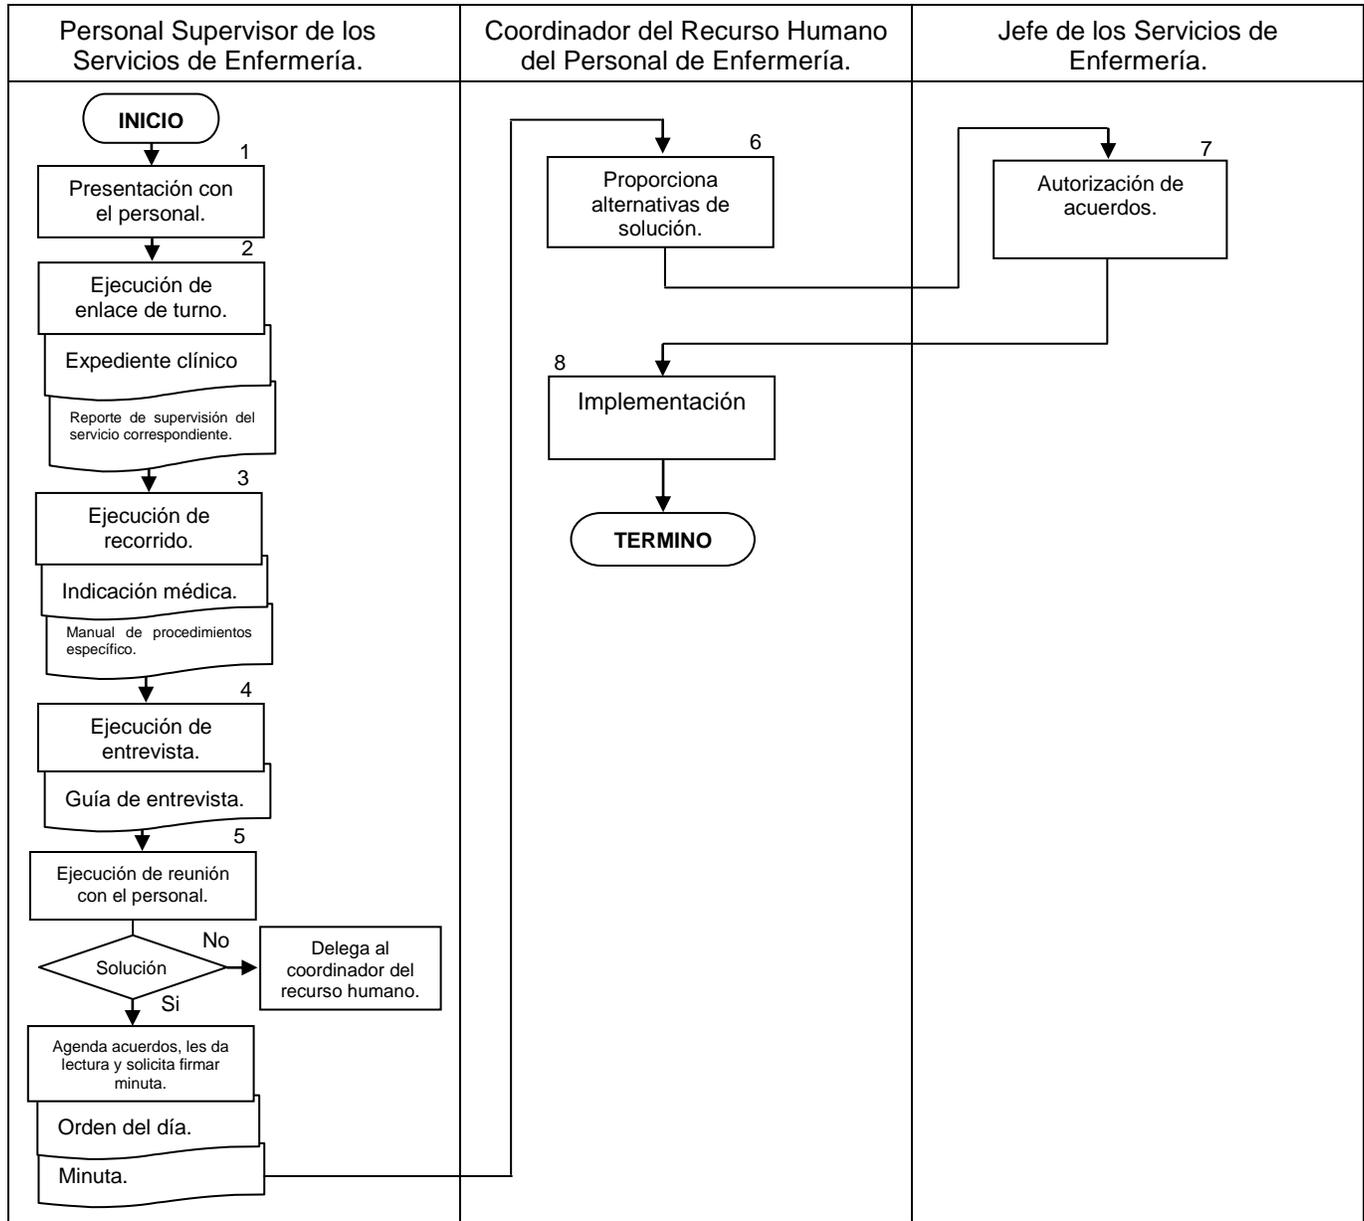 Personal Supervisor de los
Servicios de Enfermería.
Coordinador del Recurso Humano
del Personal de Enfermería.
Jefe de los Servicios de
Enfermería.
INICIO
1
Presentación con
el personal.
2
Ejecución de
enlace de turno.
Expediente clínico
Reporte de supervisión del
servicio correspondiente.
3
Ejecución de
recorrido.
Indicación médica.
Manual de procedimientos
específico.
4
Ejecución de
entrevista.
Guía de entrevista.
5
Ejecución de reunión
con el personal.
Solución
No
Delega al
coordinador del
recurso humano.
Si
Agenda acuerdos, les da
lectura y solicita firmar
minuta.
Orden del día.
Minuta.
6
Proporciona
alternativas de
solución.
7
Autorización de
acuerdos.
8
Implementación
TERMINO